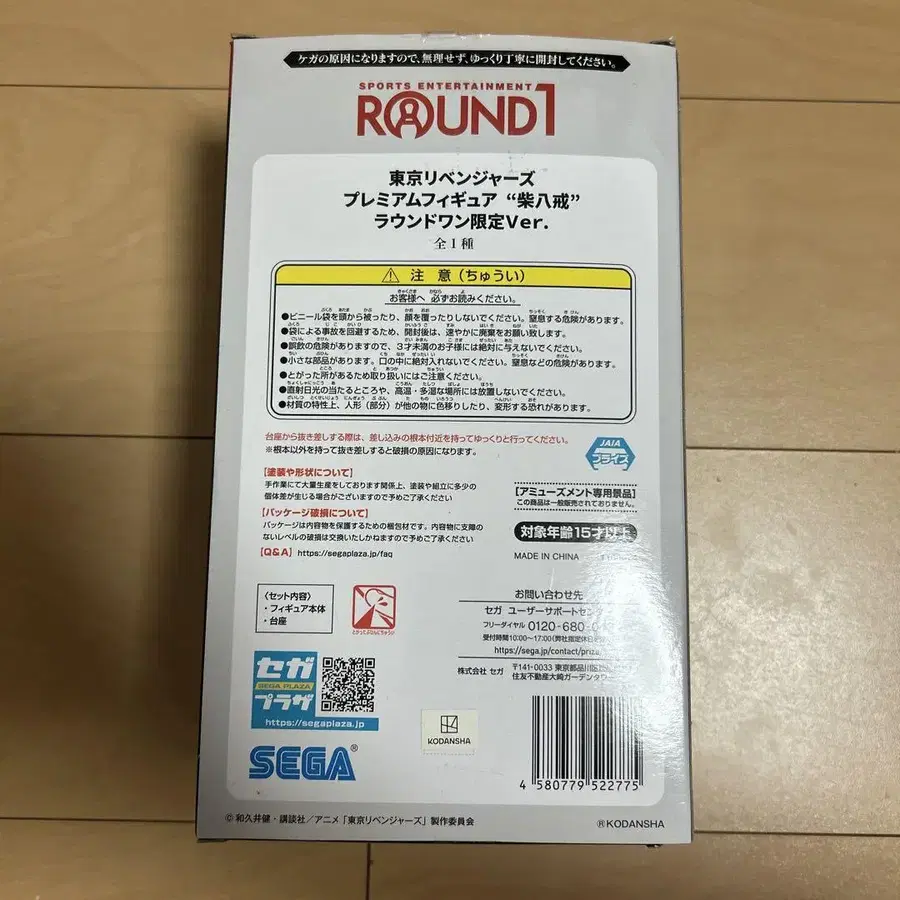 ケガの原因になりますので、無理せず、ゆっくり丁寧に開封してください。
SPORTS ENTERTAINMENT
ROUND1
東京リベンジャーズ
プレミアムフィギュア “柴八戒”
ラウンドワン限定Ver.
全1種
⚠ 注 意（ちゅうい）
お客様へ 必ずお読みください。
●ビニール袋を頭から被ったり、顔を覆ったりしないでください。窒息する危険があります。
●袋による事故を回避するため、開封後は、速やかに廃棄をお願い致します。
●誤飲の危険がありますので、3才未満のお子様には絶対に与えないでください。
●小さな部品があります。口の中に絶対入れないでください。窒息などの危険があります。
●とがった所があるため取り扱いにはご注意ください。
●直射日光の当たるところや、高温・多湿な場所には放置しないでください。
●材質の特性上、人形（部分）が他の物に色移りしたり、変形する恐れがあります。
台座から抜き差しする際は、差し込みの根本付近を持ってゆっくりと行ってください。
※根本以外を持って抜き差しすると破損の原因になります。
JAIA
プライズ
【塗装や形状について】
手作業にて大量生産をしております関係上、塗装や組立に多少の
個体差が生じる場合がございますので予めご了承ください
【パッケージ破損について】
パッケージは内容物を保護するための梱包材です。内容物に支障の
ないレベルの破損は交換いたしかねますので予めご了承ください
【Q&A】https://segaplaza.jp/faq
【アミューズメント専用景品】
この商品は一般販売されておりません。
対象年齢15才以上
MADE IN CHINA
〈セット内容〉
・フィギュア本体
・台座
とがったぶぶんにちゅうい
お問い合わせ先
セガ ユーザーサポートセン
フリーダイヤル 0120-680-
受付時間10:00~17:00(弊社指定休日
https://sega.jp/contact/priz
株式会社 セガ 〒141-0033 東京都品川区
住友不動産大崎ガーデンタワ
セガ
SEGA PLAZA
プラザ
https://segaplaza.jp
SEGA®
KODANSHA
4 580779 522775
© 和久井健・講談社／アニメ「東京リベンジャーズ」製作委員会
®KODANSHA